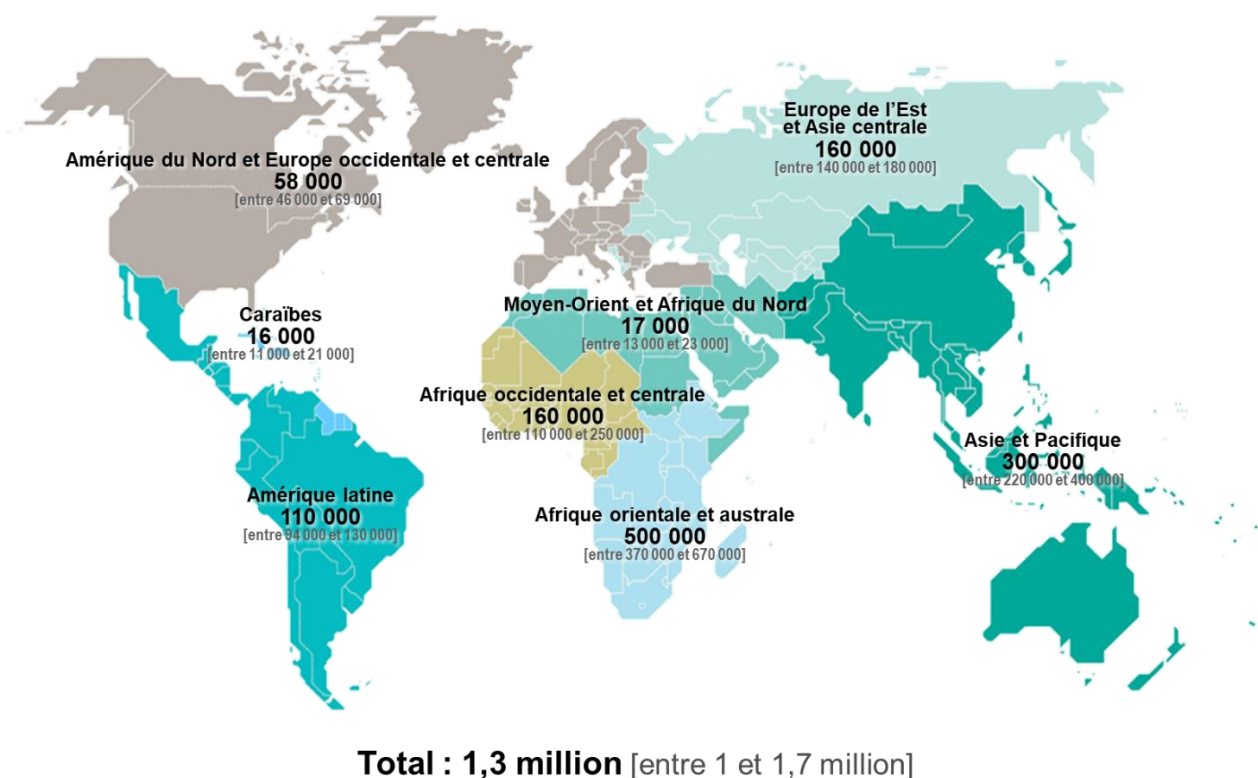 Amérique du Nord et Europe occidentale et centrale
58 000
[entre 46 000 et 69 000]
Europe de l’Est
et Asie centrale
160 000
[entre 140 000 et 180 000]
Caraïbes
16 000
[entre 11 000 et 21 000]
Moyen-Orient et Afrique du Nord
17 000
[entre 13 000 et 23 000]
Afrique occidentale et centrale
160 000
[entre 110 000 et 250 000]
Asie et Pacifique
300 000
[entre 220 000 et 400 000]
Amérique latine
110 000
[entre 94 000 et 130 000]
Afrique orientale et australe
500 000
[entre 370 000 et 670 000]
Total : 1,3 million [entre 1 et 1,7 million]